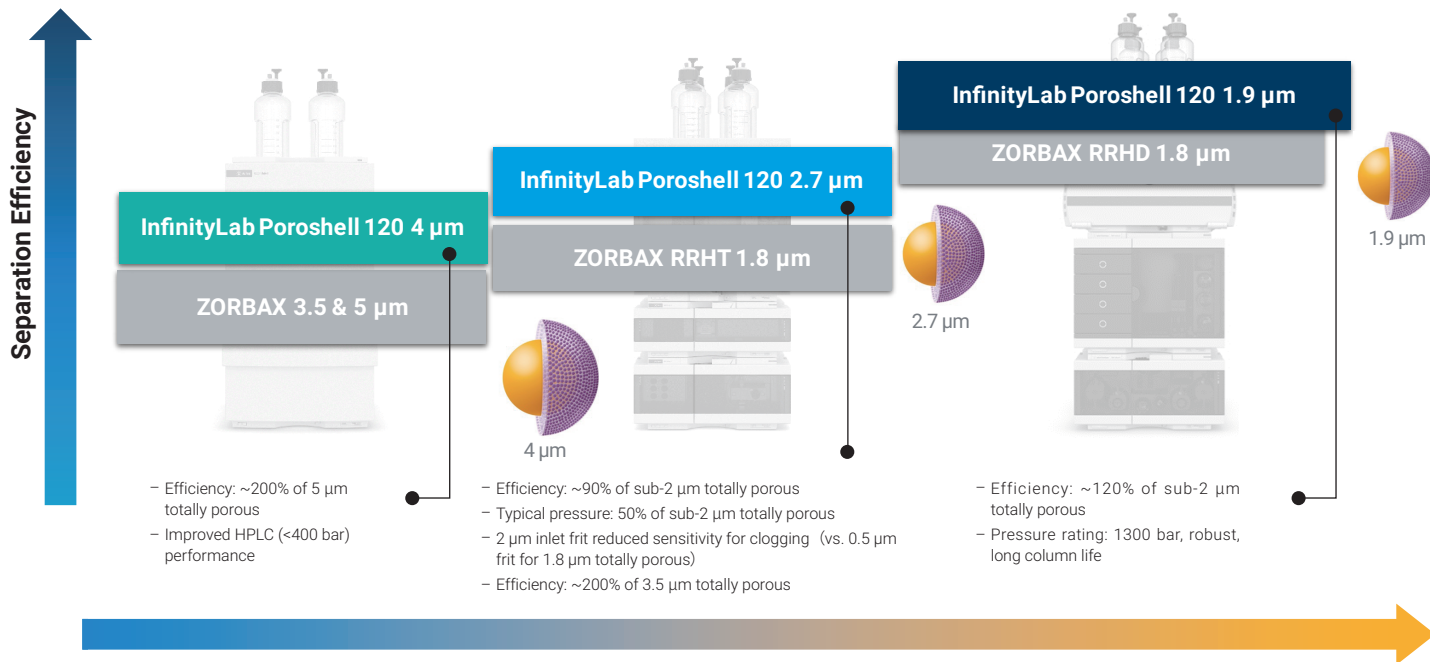 Separation Efficiency
InfinityLab Poroshell 120 4 µm
ZORBAX 3.5 & 5 µm
InfinityLab Poroshell 120 2.7 µm
ZORBAX RRHT 1.8 µm
InfinityLab Poroshell 120 1.9 µm
ZORBAX RRHD 1.8 µm
4 µm
2.7 µm
1.9 µm
– Efficiency: ~200% of 5 µm
totally porous
– Improved HPLC (<400 bar)
performance
– Efficiency: ~90% of sub-2 µm totally porous
– Typical pressure: 50% of sub-2 µm totally porous
– 2 µm inlet frit reduced sensitivity for clogging（vs. 0.5 µm
frit for 1.8 µm totally porous）
– Efficiency: ~200% of 3.5 µm totally porous
– Efficiency: ~120% of sub-2 µm
totally porous
– Pressure rating: 1300 bar, robust,
long column life